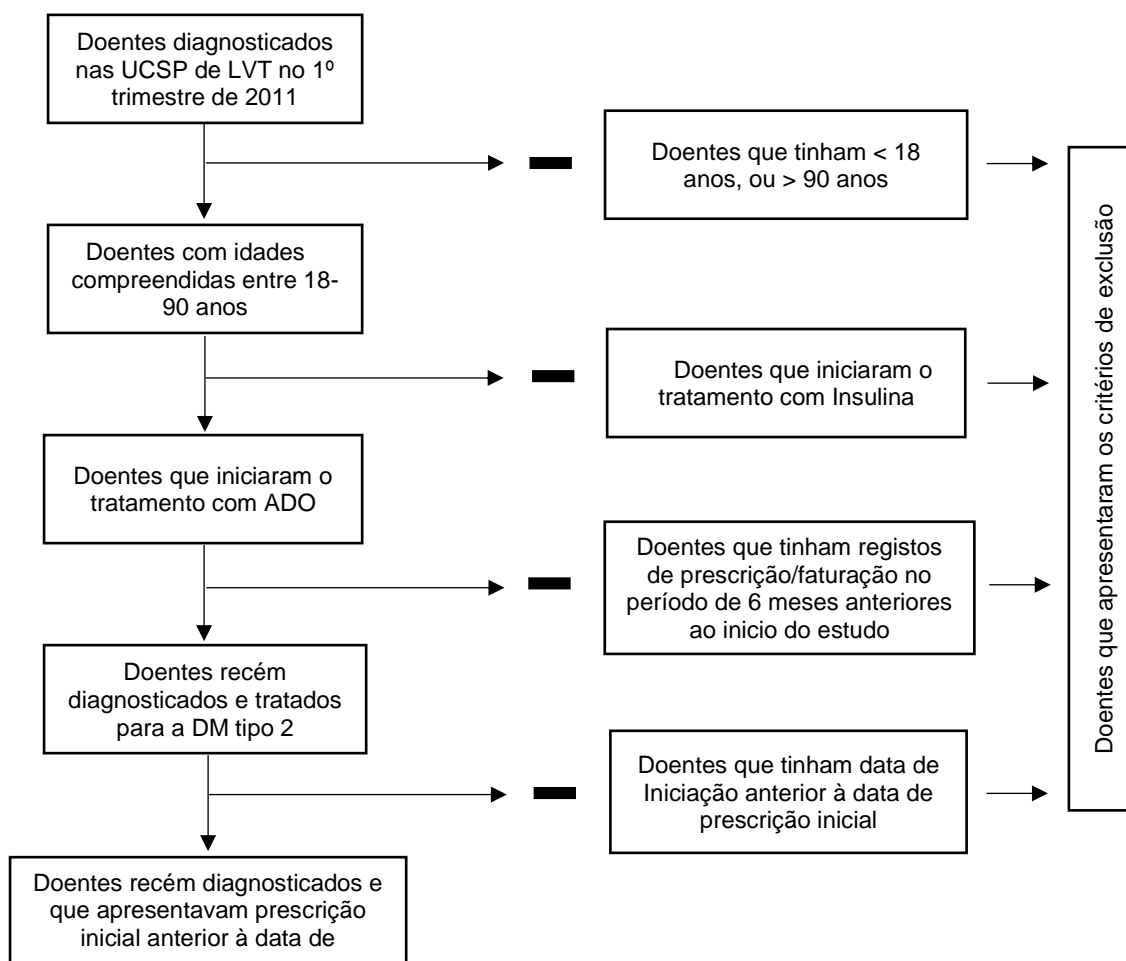 Doentes diagnosticados
nas UCSP de LVT no 1º
trimestre de 2011
Doentes que tinham < 18
anos, ou > 90 anos
Doentes com idades
compreendidas entre 18-
90 anos
Doentes que iniciaram o
tratamento com Insulina
Doentes que iniciaram o
tratamento com ADO
Doentes que tinham registos
de prescrição/faturação no
período de 6 meses anteriores
ao inicio do estudo
Doentes recém
diagnosticados e tratados
para a DM tipo 2
Doentes que tinham data de
Iniciação anterior à data de
prescrição inicial
Doentes recém diagnosticados e
que apresentavam prescrição
inicial anterior à data de
Doentes que apresentaram os critérios de exclusão